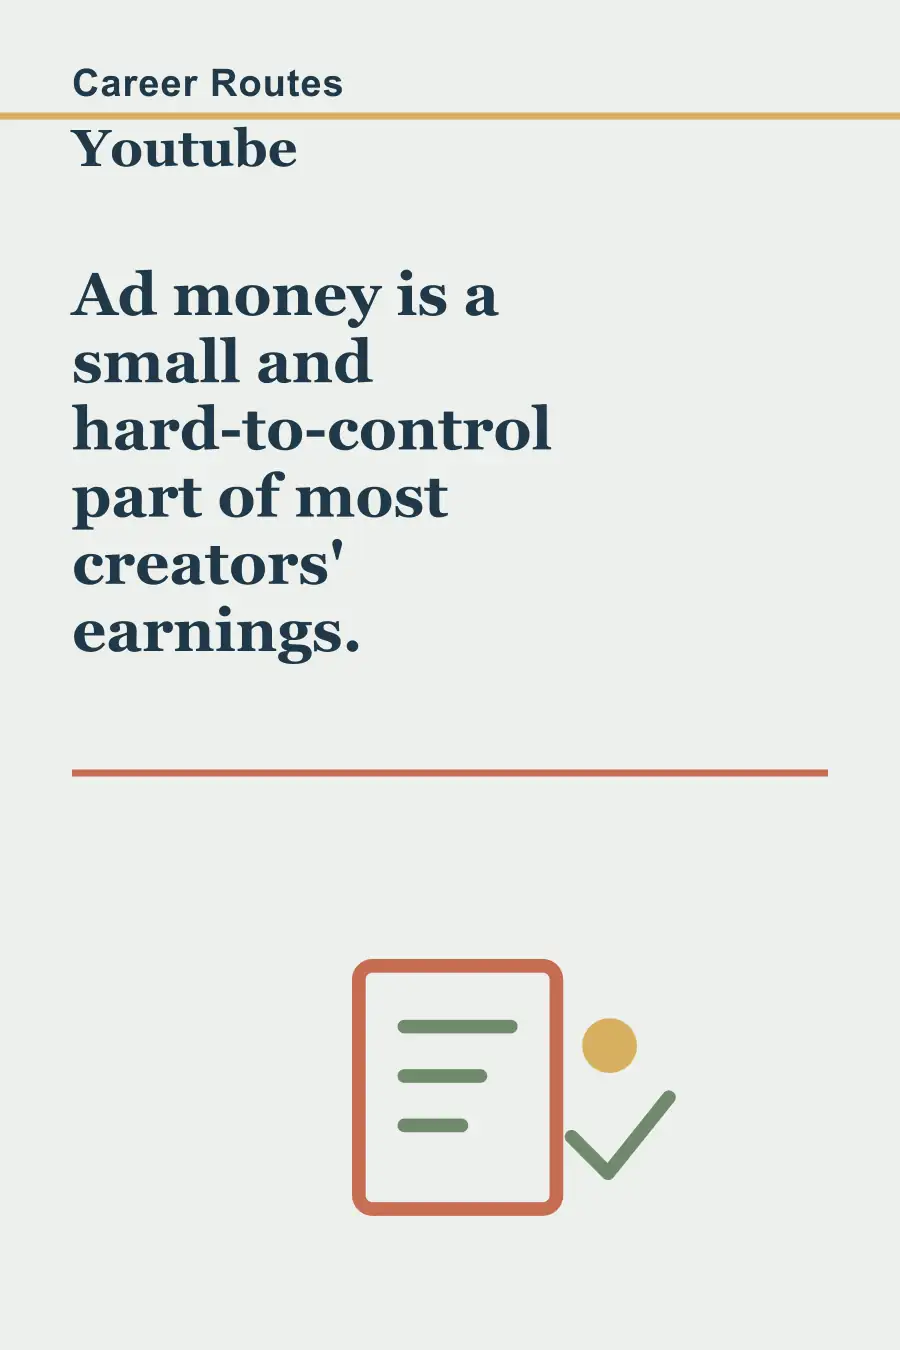 Career Routes
Youtube
Ad money is a
small and
hard-to-control
part of most
creators'
earnings.